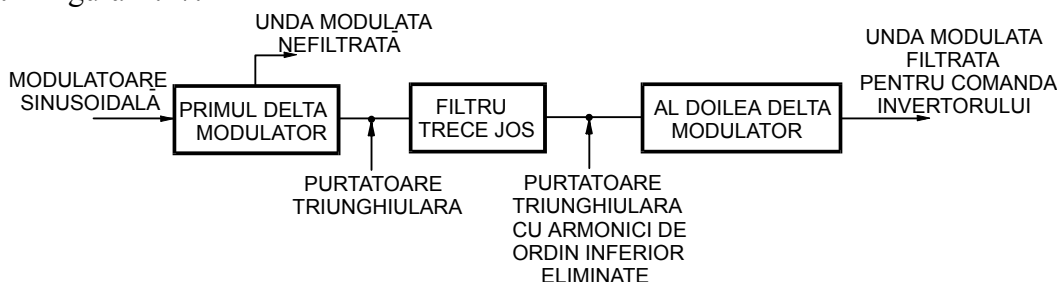 UNDA MODULATA
NEFILTRATĂ
MODULATOARE
SINUSOIDALĂ
PRIMUL DELTA
MODULATOR
FILTRU
TRECE JOS
AL DOILEA DELTA
MODULATOR
UNDA MODULATA
FILTRATA
PENTRU COMANDA
INVERTORULUI
PURTATOARE
TRIUNGHIULARA
PURTATOARE
TRIUNGHIULARA
CU ARMONICI DE
ORDIN INFERIOR
ELIMINATE